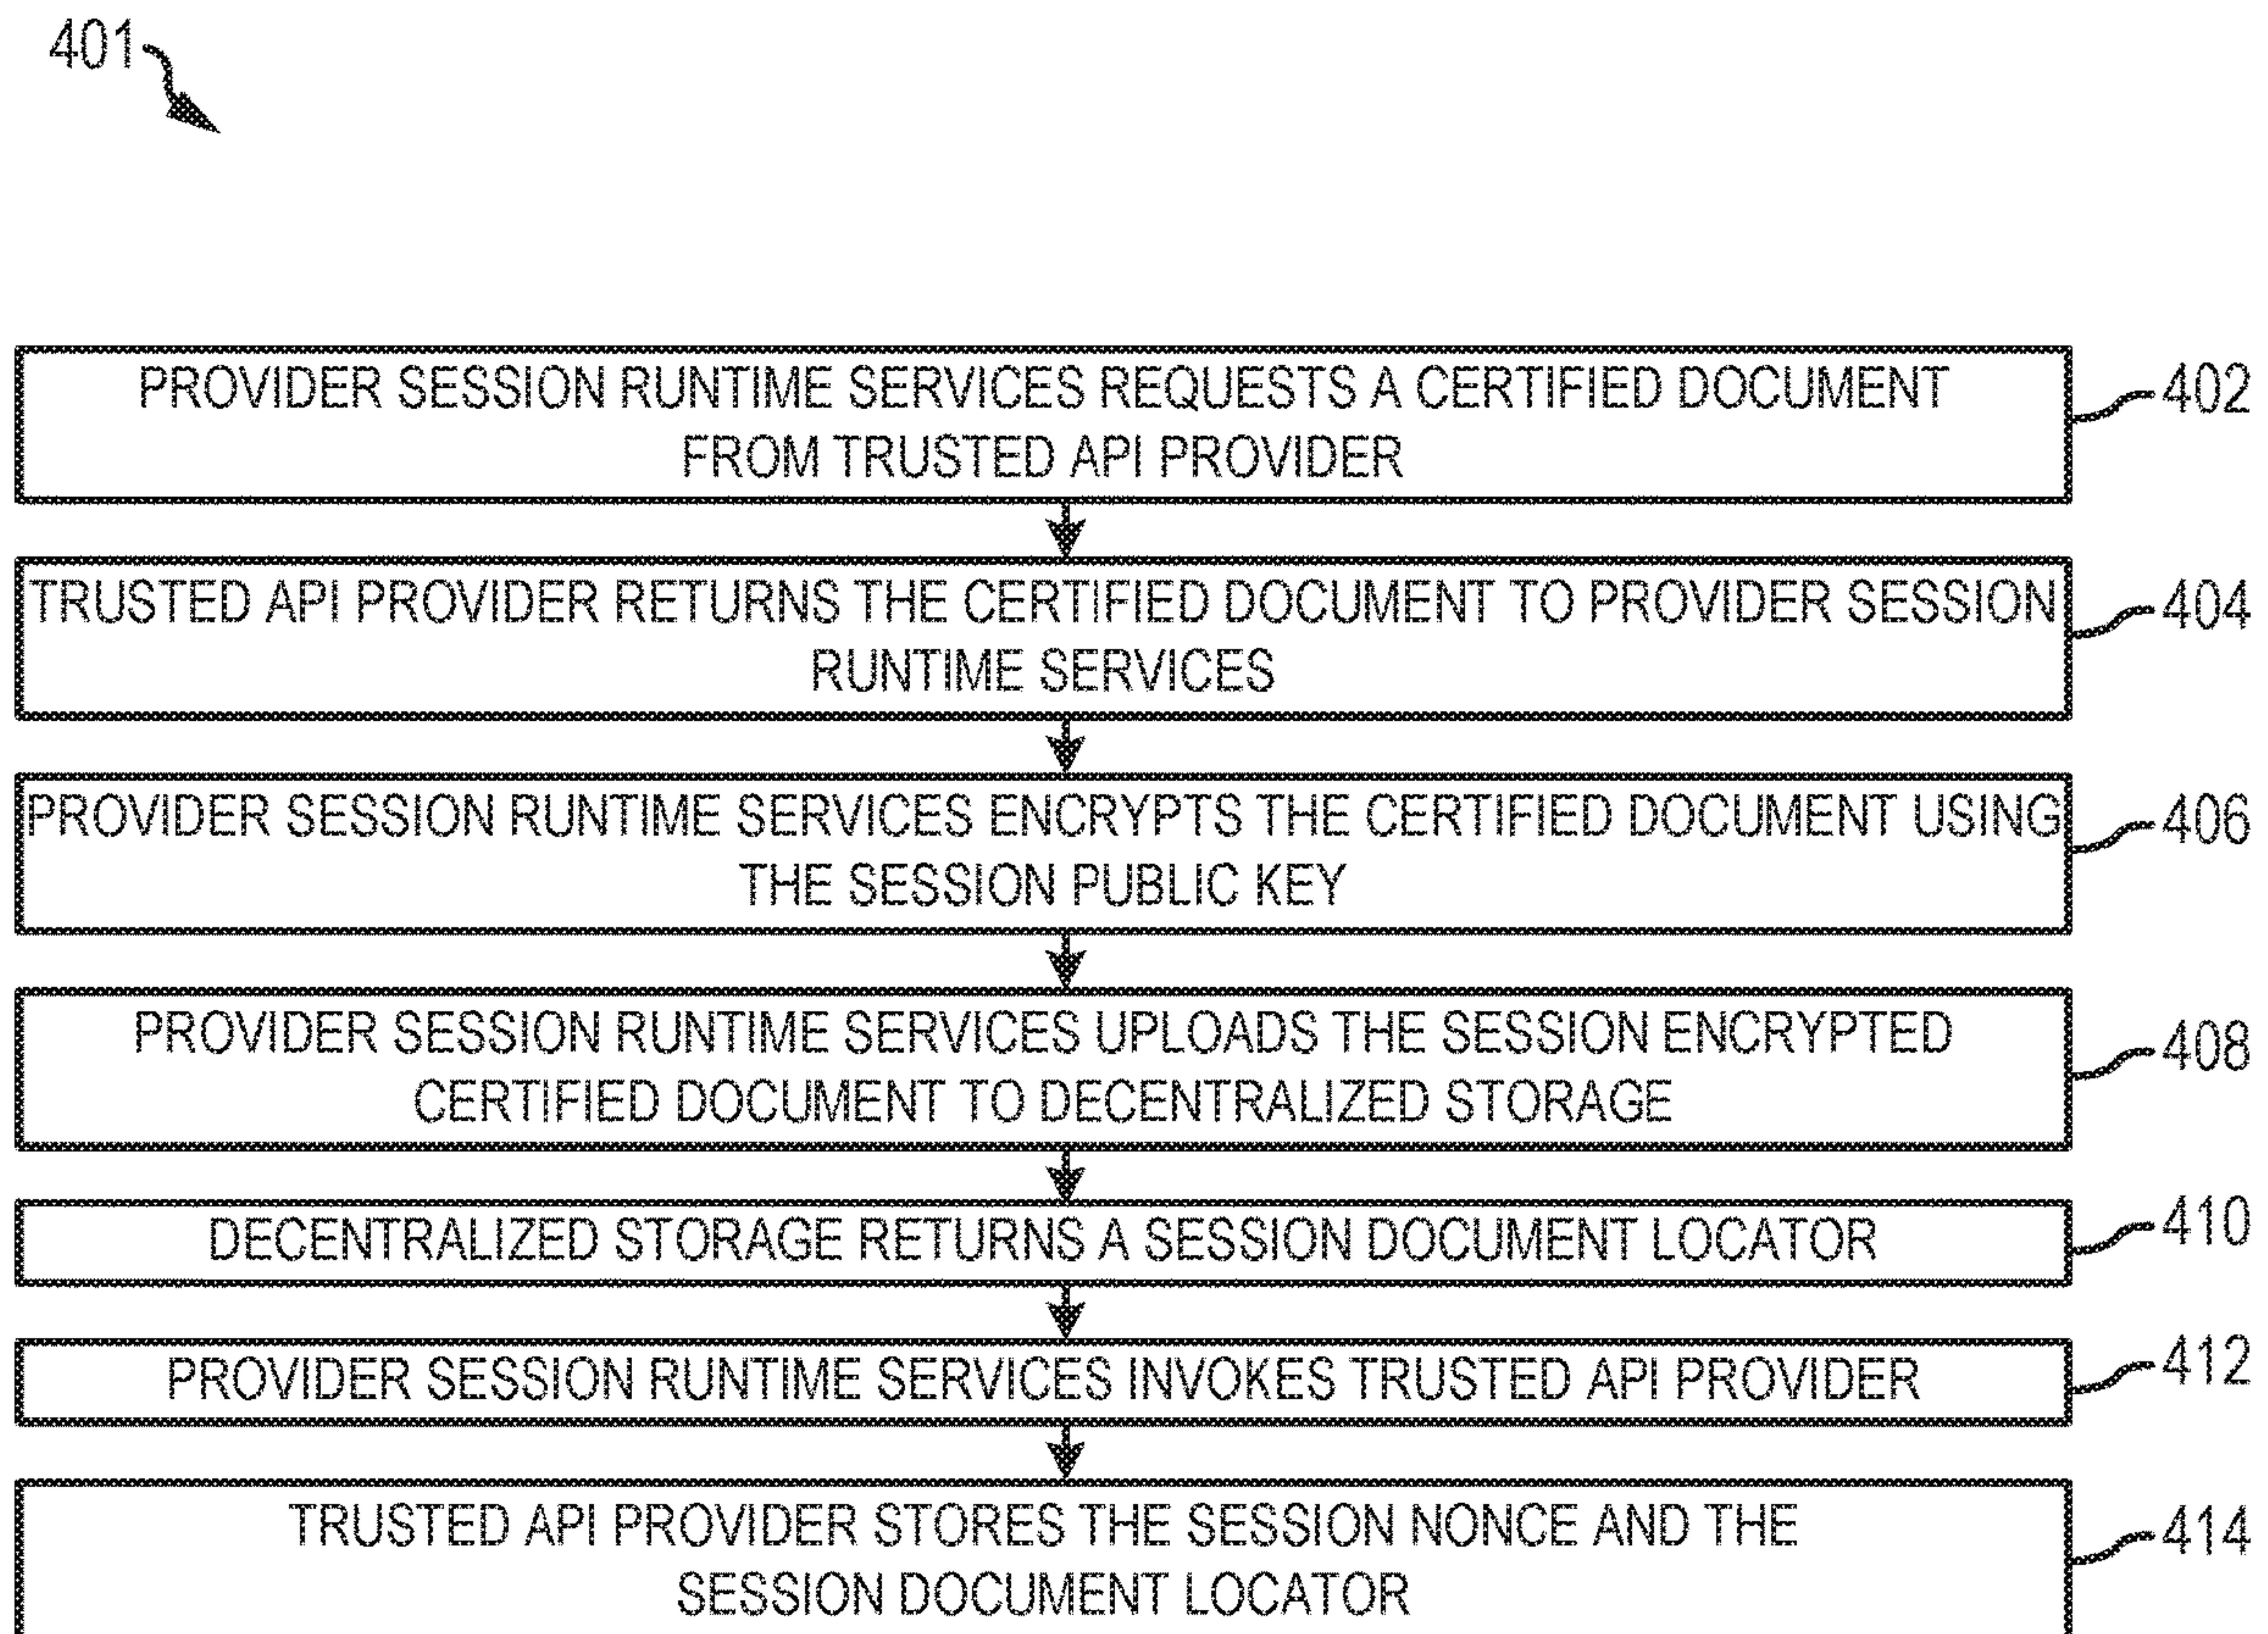 401
PROVIDER SESSION RUNTIME SERVICES REQUESTS A CERTIFIED DOCUMENT
FROM TRUSTED API PROVIDER
402
TRUSTED API PROVIDER RETURNS THE CERTIFIED DOCUMENT TO PROVIDER SESSION
RUNTIME SERVICES
404
PROVIDER SESSION RUNTIME SERVICES ENCRYPTS THE CERTIFIED DOCUMENT USING
THE SESSION PUBLIC KEY
406
PROVIDER SESSION RUNTIME SERVICES UPLOADS THE SESSION ENCRYPTED
CERTIFIED DOCUMENT TO DECENTRALIZED STORAGE
408
DECENTRALIZED STORAGE RETURNS A SESSION DOCUMENT LOCATOR
410
PROVIDER SESSION RUNTIME SERVICES INVOKES TRUSTED API PROVIDER
412
TRUSTED API PROVIDER STORES THE SESSION NONCE AND THE
SESSION DOCUMENT LOCATOR
414